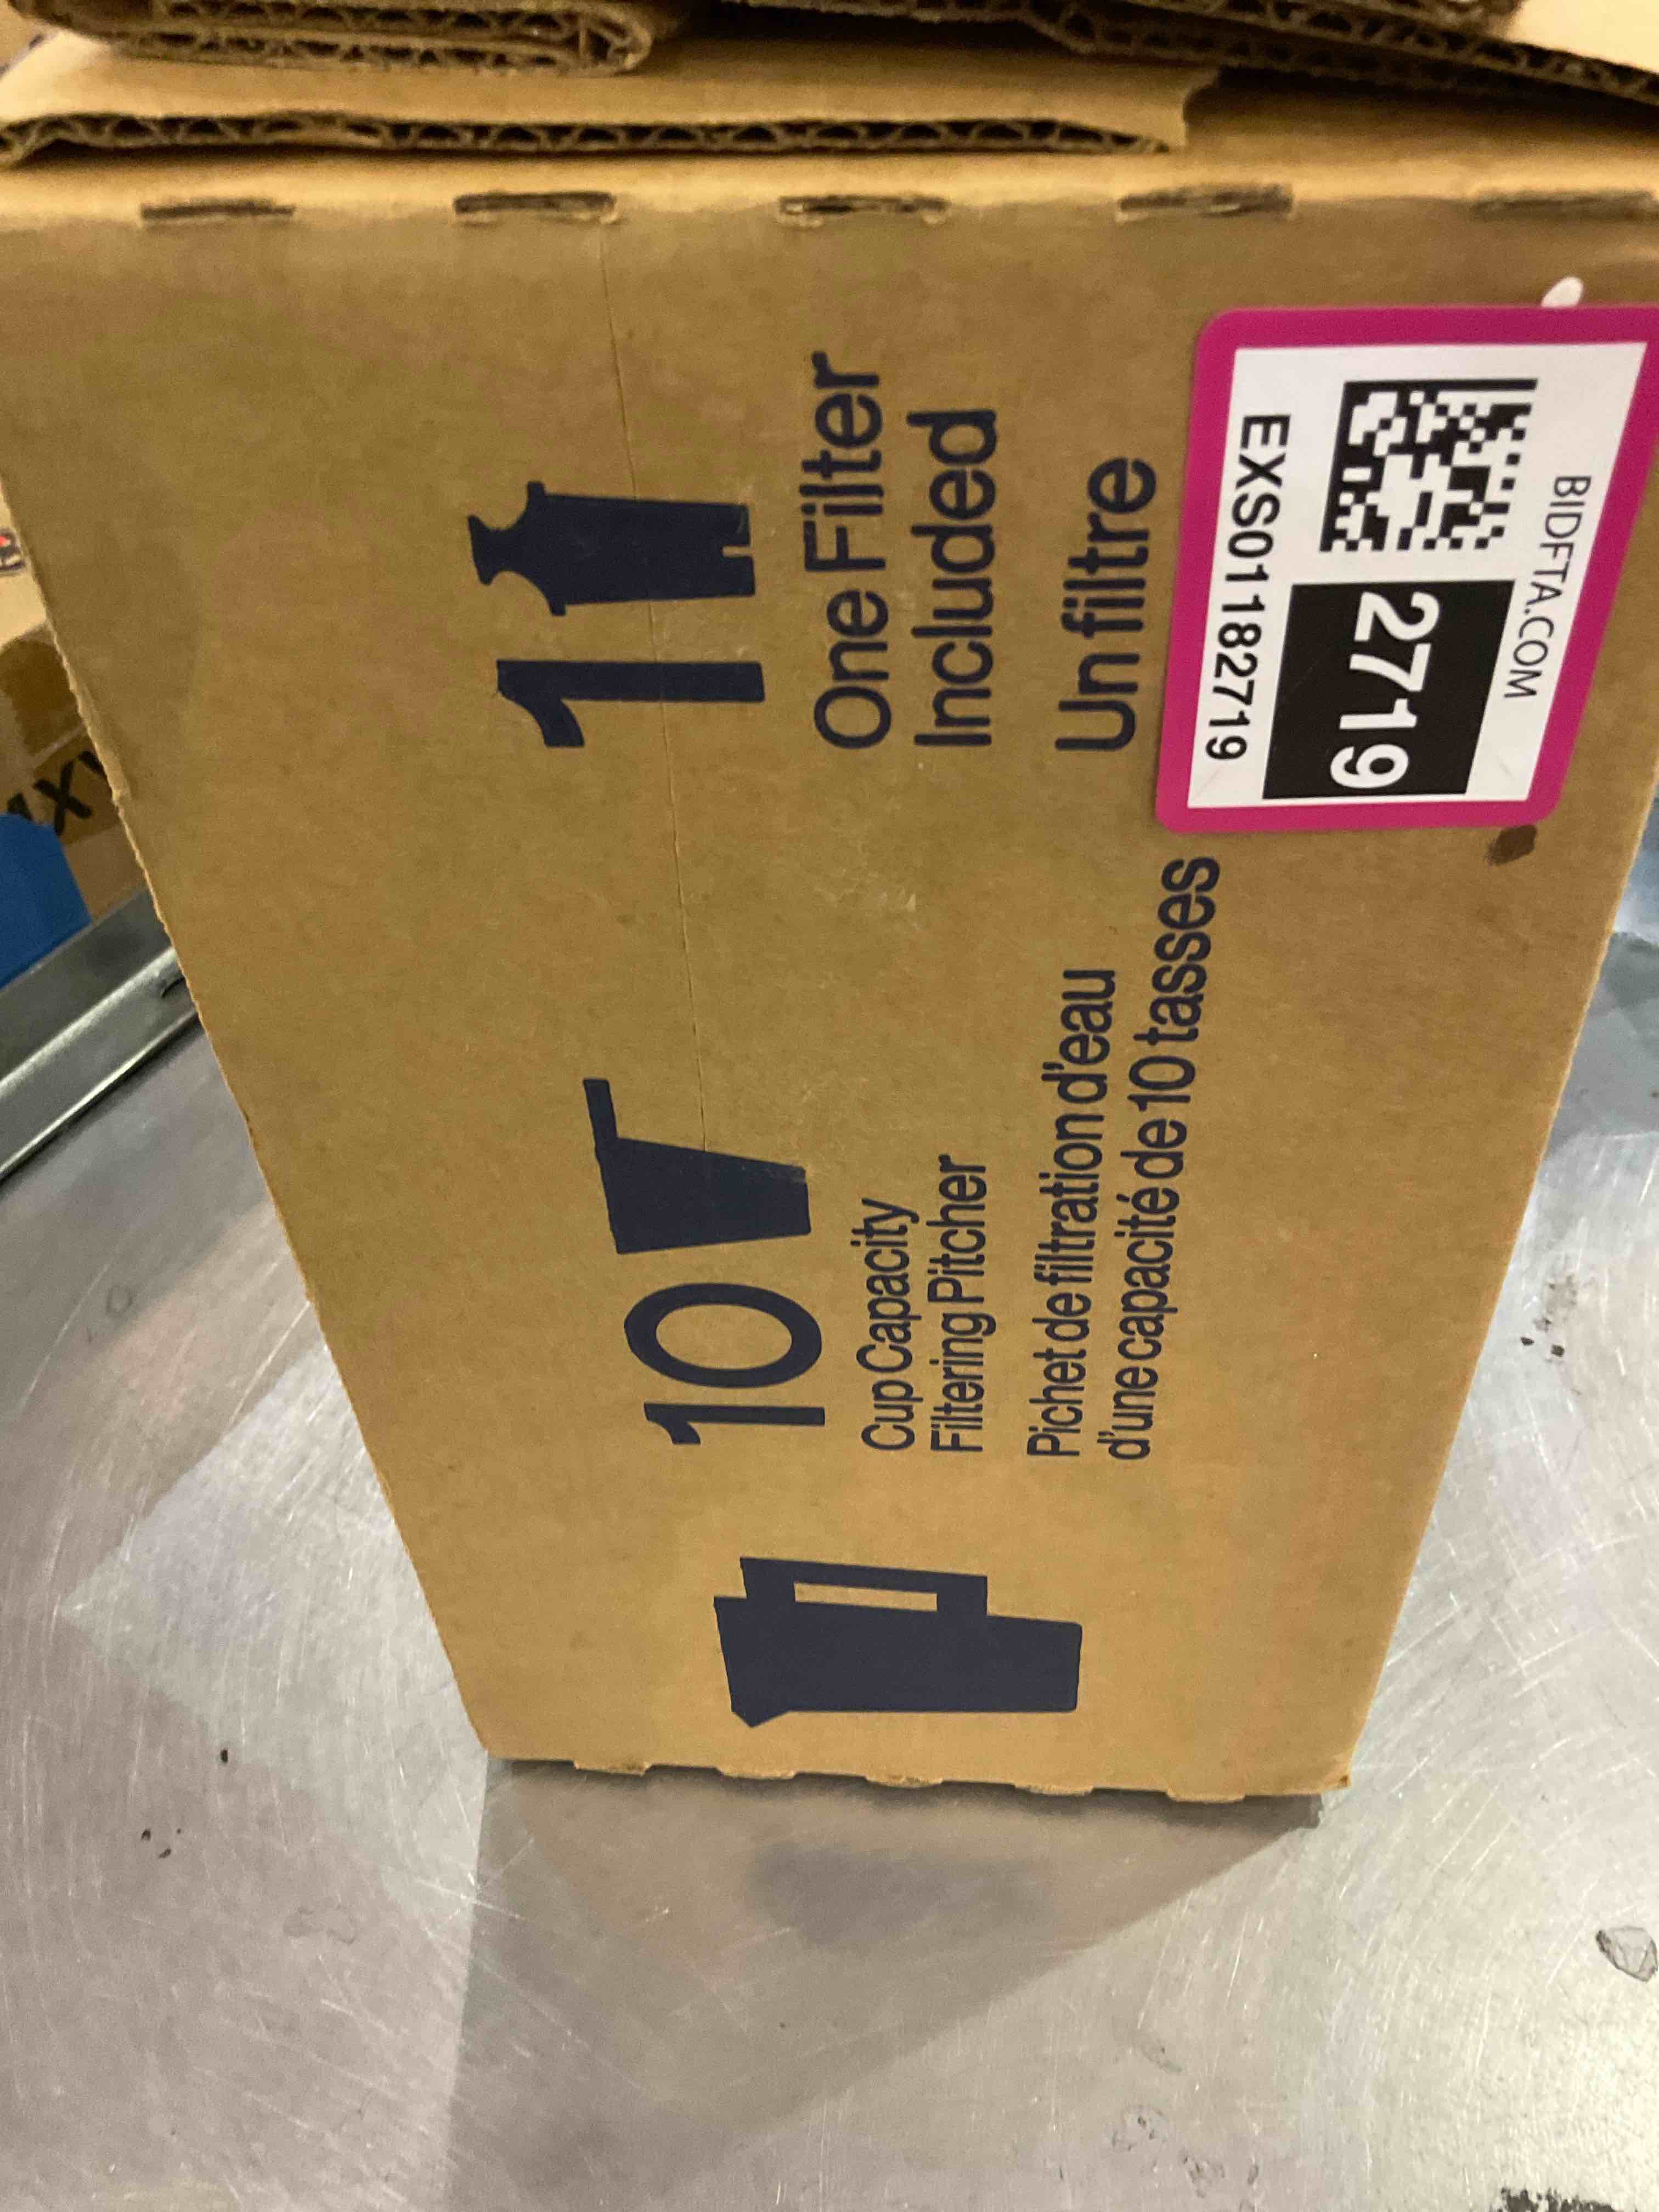 10
Cup Capacity
Filtering Pitcher
Pichet de filtration d'eau
d'une capacité de 10 tasses
1
One Filter
Included
Un filtre
BIDFTA.COM
2719
EXS01182719